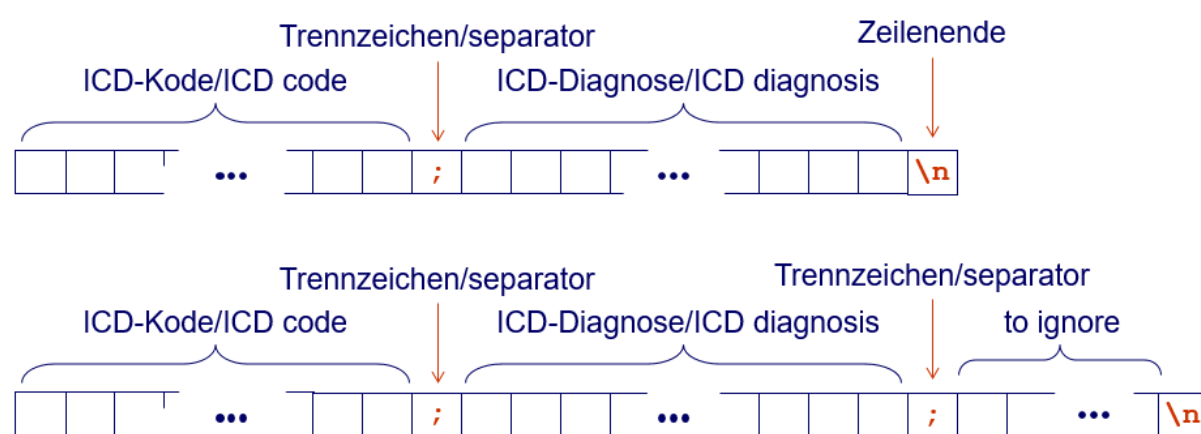 Trennzeichen/separator Zeilenende
ICD-Kode/ICD code ICD-Diagnose/ICD diagnosis
... ; ... \n
Trennzeichen/separator Trennzeichen/separator
ICD-Kode/ICD code ICD-Diagnose/ICD diagnosis to ignore
... ; ... ; ... \n